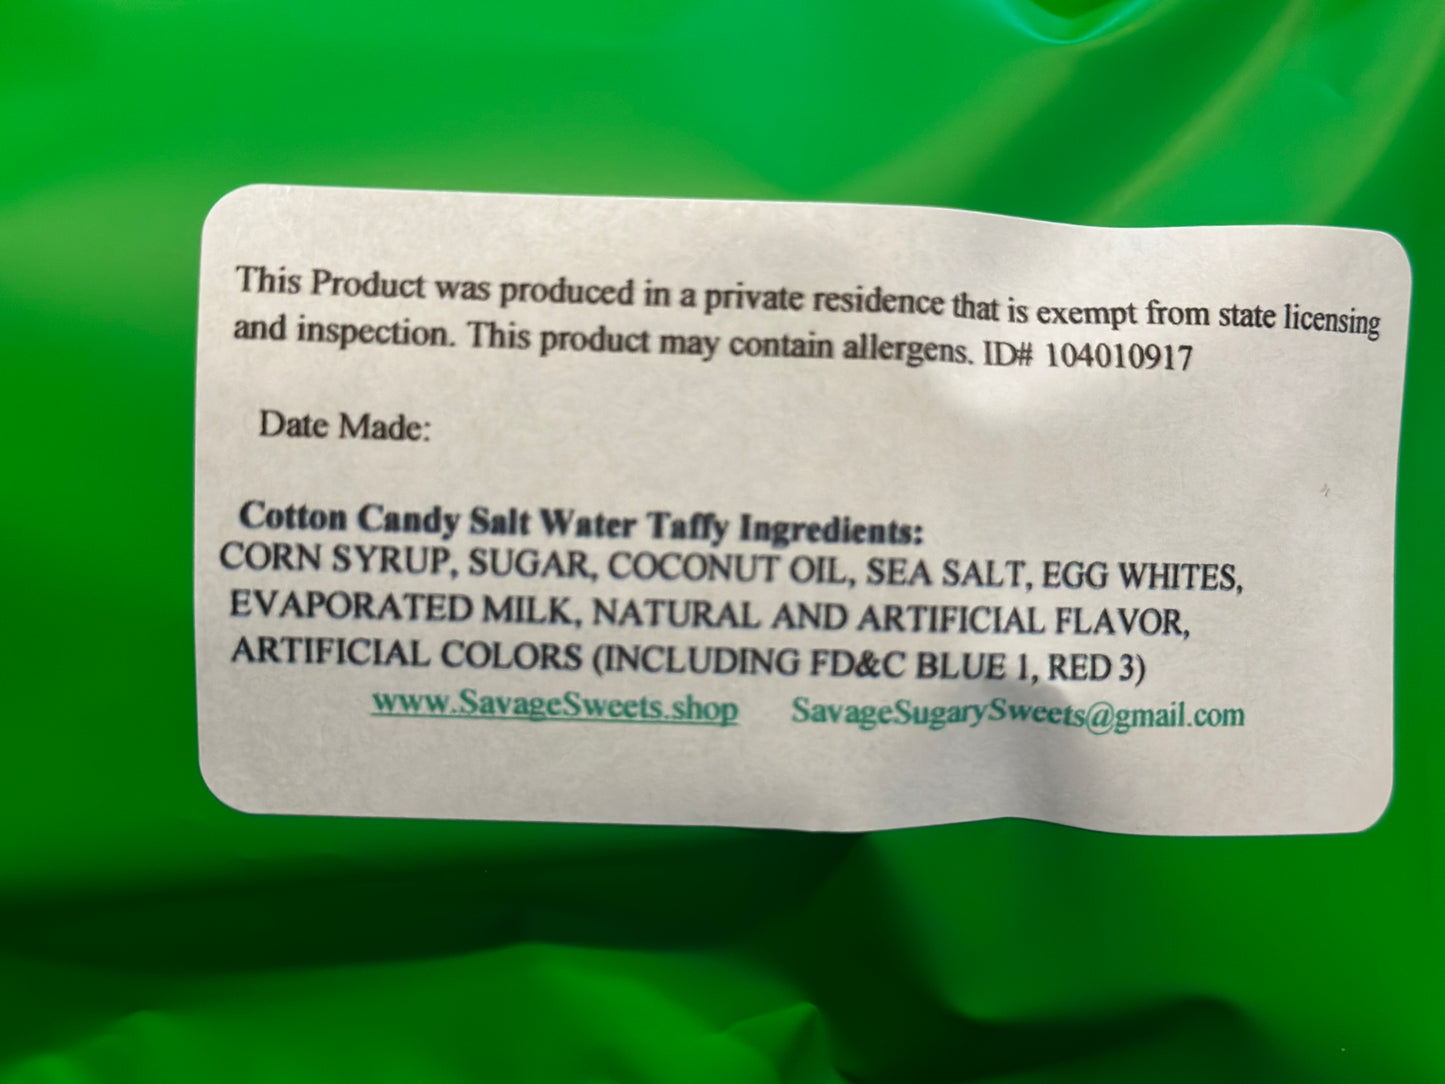 This Product was produced in a private residence that is exempt from state licensing
and inspection. This product may contain allergens. ID# 104010917
Date Made:
Cotton Candy Salt Water Taffy Ingredients:
CORN SYRUP, SUGAR, COCONUT OIL, SEA SALT, EGG WHITES,
EVAPORATED MILK, NATURAL AND ARTIFICIAL FLAVOR,
ARTIFICIAL COLORS (INCLUDING FD&C BLUE 1, RED 3)
www.SavageSweets.shop SavageSugarySweets@gmail.com